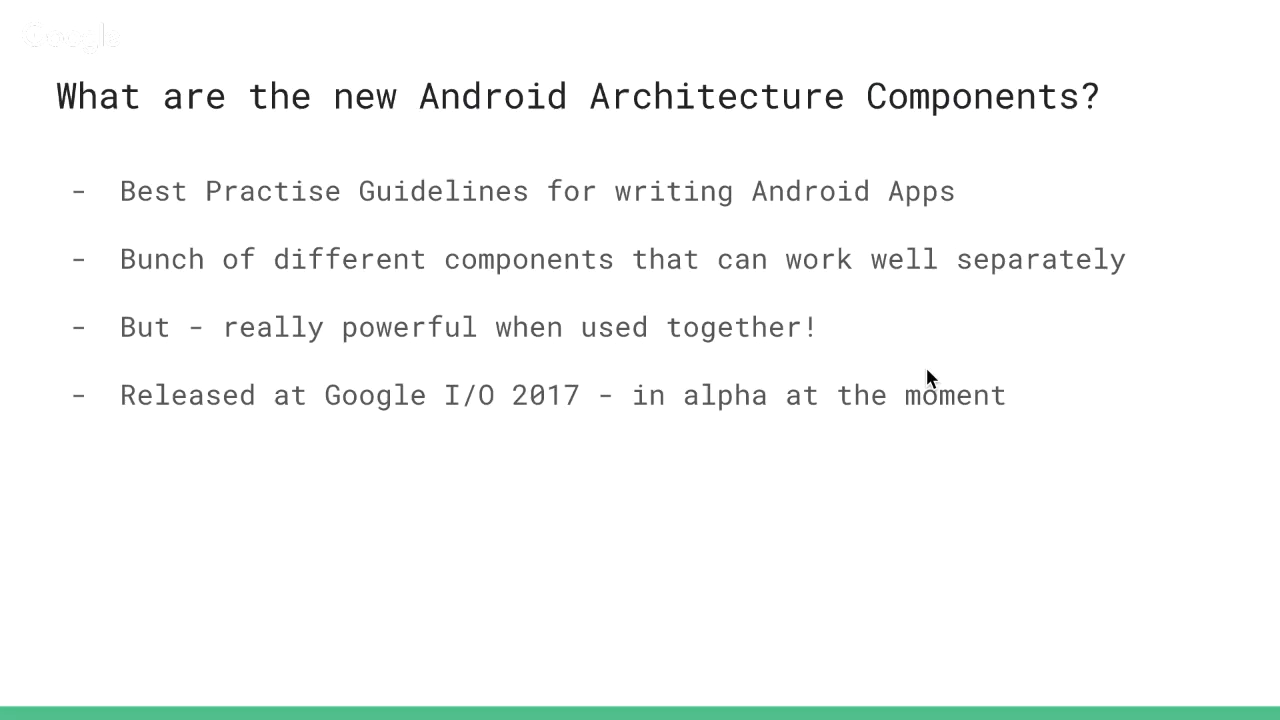 Google
What are the new Android Architecture Components?
- Best Practise Guidelines for writing Android Apps
- Bunch of different components that can work well separately
- But - really powerful when used together!
- Released at Google I/O 2017 - in alpha at the moment